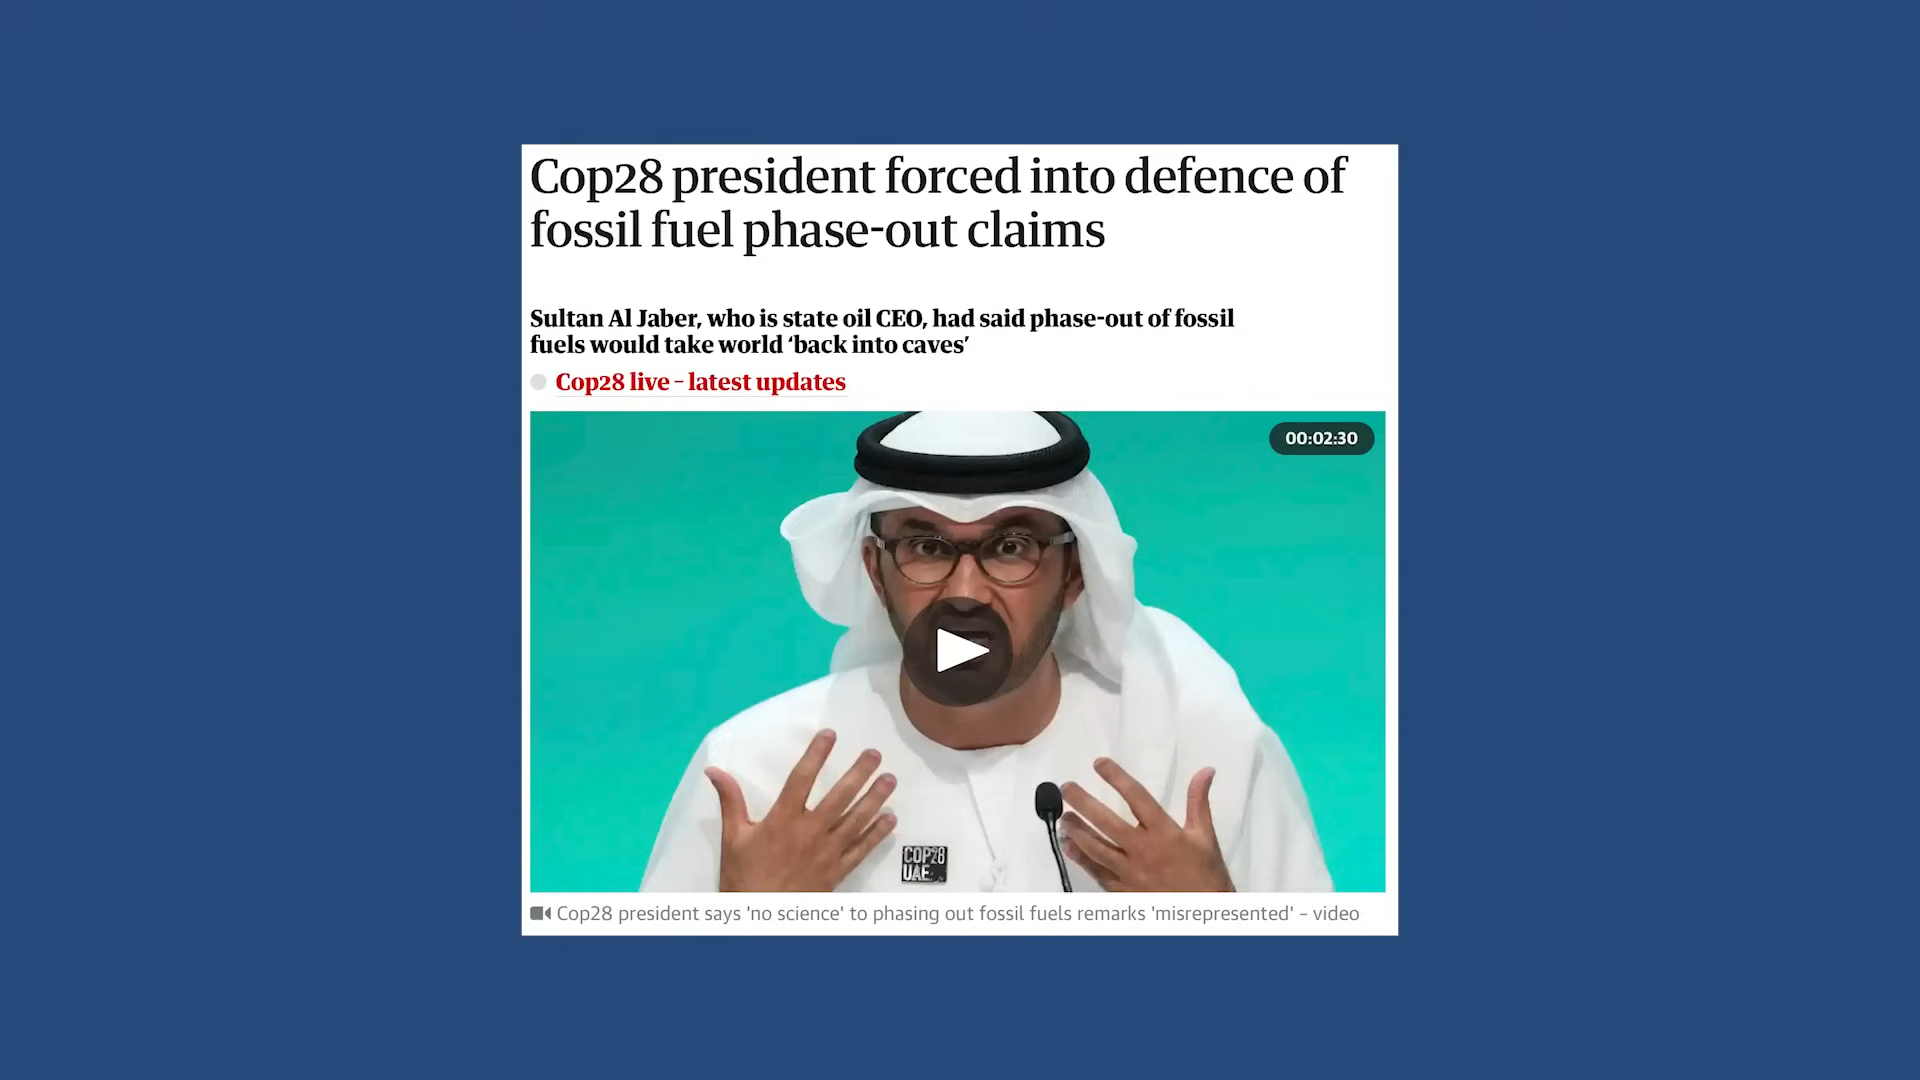 Cop28 president forced into defence of
fossil fuel phase-out claims
Sultan Al Jaber, who is state oil CEO, had said phase-out of fossil
fuels would take world ‘back into caves’
Cop28 live – latest updates
00:02:30
COP28
UAE
Cop28 president says 'no science' to phasing out fossil fuels remarks 'misrepresented' – video